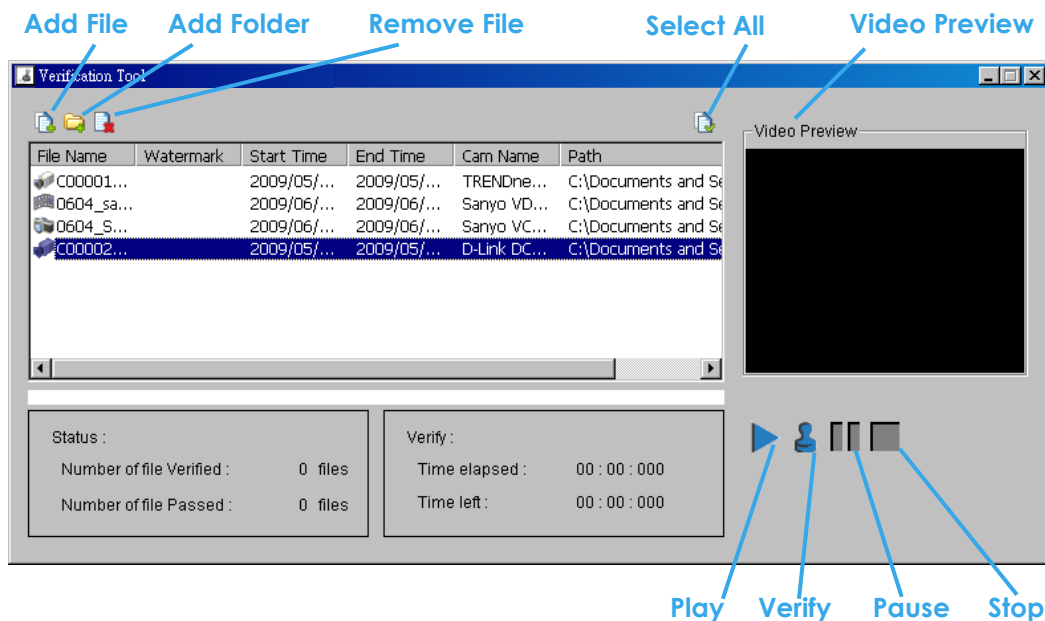 Add File Add Folder Remove File Select All Video Preview
Verification Tool
Video Preview
File Name Watermark Start Time End Time Cam Name Path
C00001... 2009/05/... 2009/05/... TRENDne... C:\Documents and Se
0604_sa... 2009/06/... 2009/06/... Sanyo VD... C:\Documents and Se
0604_S... 2009/06/... 2009/06/... Sanyo VC... C:\Documents and Se
C00002... 2009/05/... 2009/05/... D-Link DC... C:\Documents and Se
Status :
Number of file Verified : 0 files
Number of file Passed : 0 files
Verify :
Time elapsed : 00 : 00 : 000
Time left : 00 : 00 : 000
Play Verify Pause Stop